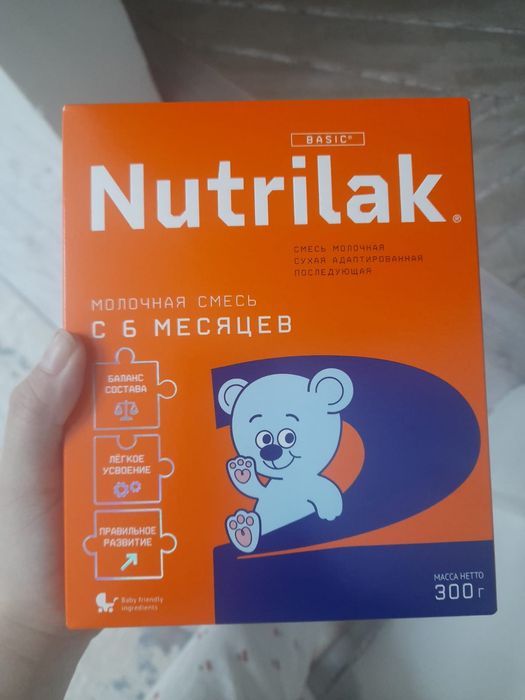 BASIC®
Nutrilak®
СМЕСЬ МОЛОЧНАЯ
СУХАЯ АДАПТИРОВАННАЯ
ПОСЛЕДУЮЩАЯ
МОЛОЧНАЯ СМЕСЬ
С 6 МЕСЯЦЕВ
БАЛАНС
СОСТАВА
ЛЁГКОЕ
УСВОЕНИЕ
ПРАВИЛЬНОЕ
РАЗВИТИЕ
2
Baby friendly
ingredients
МАССА НЕТТО
300 г